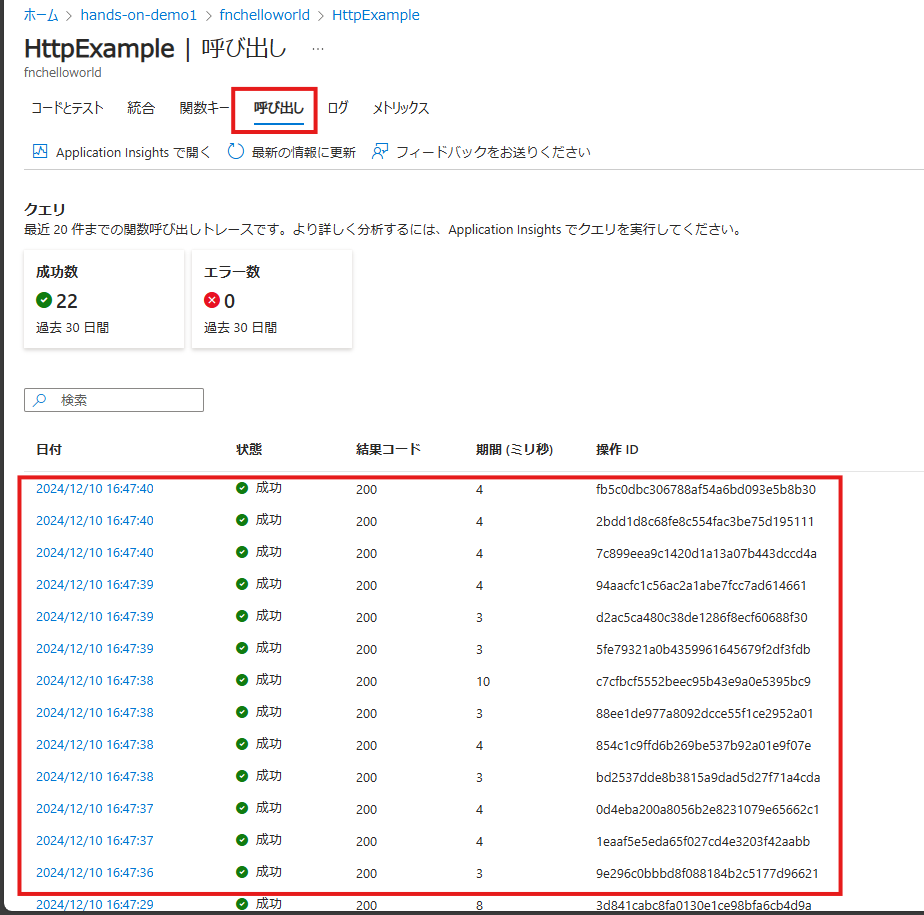 ホーム > hands-on-demo1 > fnchelloworld > HttpExample
HttpExample | 呼び出し ...
fnchelloworld
コードとテスト 統合 関数キー 呼び出し ログ メトリックス
Application Insights で開く 最新の情報に更新 フィードバックをお送りください
クエリ
最近 20 件までの関数呼び出しトレースです。より詳しく分析するには、Application Insights でクエリを実行してください。
成功数 エラー数
22 0
過去 30 日間 過去 30 日間
検索
日付 状態 結果コード 期間 (ミリ秒) 操作 ID
2024/12/10 16:47:40 成功 200 4 fb5c0dbc306788af54a6bd093e5b8b30
2024/12/10 16:47:40 成功 200 4 2bdd1d8c68fe8c554fac3be75d195111
2024/12/10 16:47:40 成功 200 4 7c899eea9c1420d1a13a07b443dccd4a
2024/12/10 16:47:39 成功 200 4 94aacfc1c56ac2a1abe7fcc7ad614661
2024/12/10 16:47:39 成功 200 3 d2ac5ca480c38de1286f8ecf60688f30
2024/12/10 16:47:39 成功 200 3 5fe79321a0b4359961645679f2df3fdb
2024/12/10 16:47:38 成功 200 10 c7cfbcf5552beec95b43e9a0e5395bc9
2024/12/10 16:47:38 成功 200 3 88ee1de977a8092dcce55f1ce2952a01
2024/12/10 16:47:38 成功 200 4 854c1c9ffd6b269be537b92a01e9f07e
2024/12/10 16:47:38 成功 200 3 bd2537dde8b3815a9dad5d27f71a4cda
2024/12/10 16:47:37 成功 200 4 0d4eba200a8056b2e8231079e65662c1
2024/12/10 16:47:37 成功 200 4 1eaaf5e5eda65f027cd4e3203f42aabb
2024/12/10 16:47:36 成功 200 3 9e296c0bbbd8f088184b2c5177d96621
2024/12/10 16:47:29 成功 200 8 3d841cabc8fa0130e1ce98bfa6cb4d9a